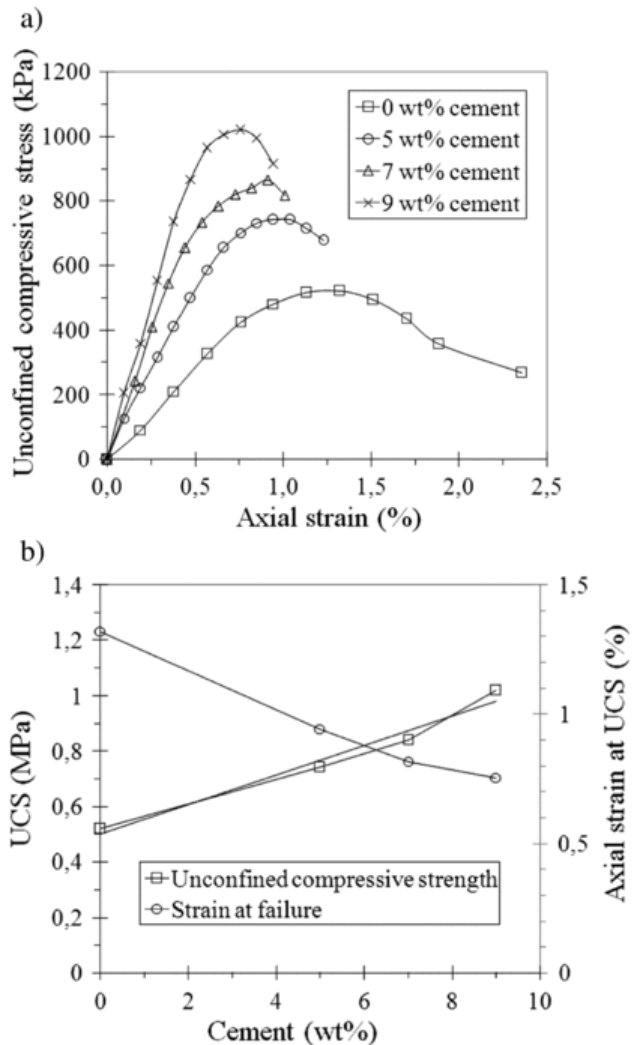 a)
Unconfined compressive stress (kPa)
1200
1000
800
600
400
200
0
0 wt% cement
5 wt% cement
7 wt% cement
9 wt% cement
0,0 0,5 1,0 1,5 2,0 2,5
Axial strain (%)
b)
UCS (MPa)
1,4
1,2
1
0,8
0,6
0,4
0,2
0
1,5
1
0,5
0
Axial strain at UCS (%)
Unconfined compressive strength
Strain at failure
0 2 4 6 8 10
Cement (wt%)